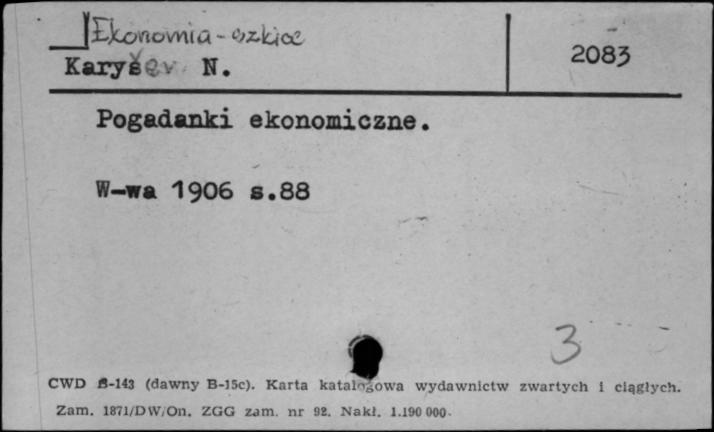 Ekonomia - szkice
2083
Karyšev N.
Pogadanki ekonomiczne.
W-wa 1906 s.88
3
CWD B-143 (dawny B-15c). Karta katalogowa wydawnictw zwartych i ciągłych.
Zam. 1871/DW/On. ZGG zam. nr 92. Nakł. 1.190 000.